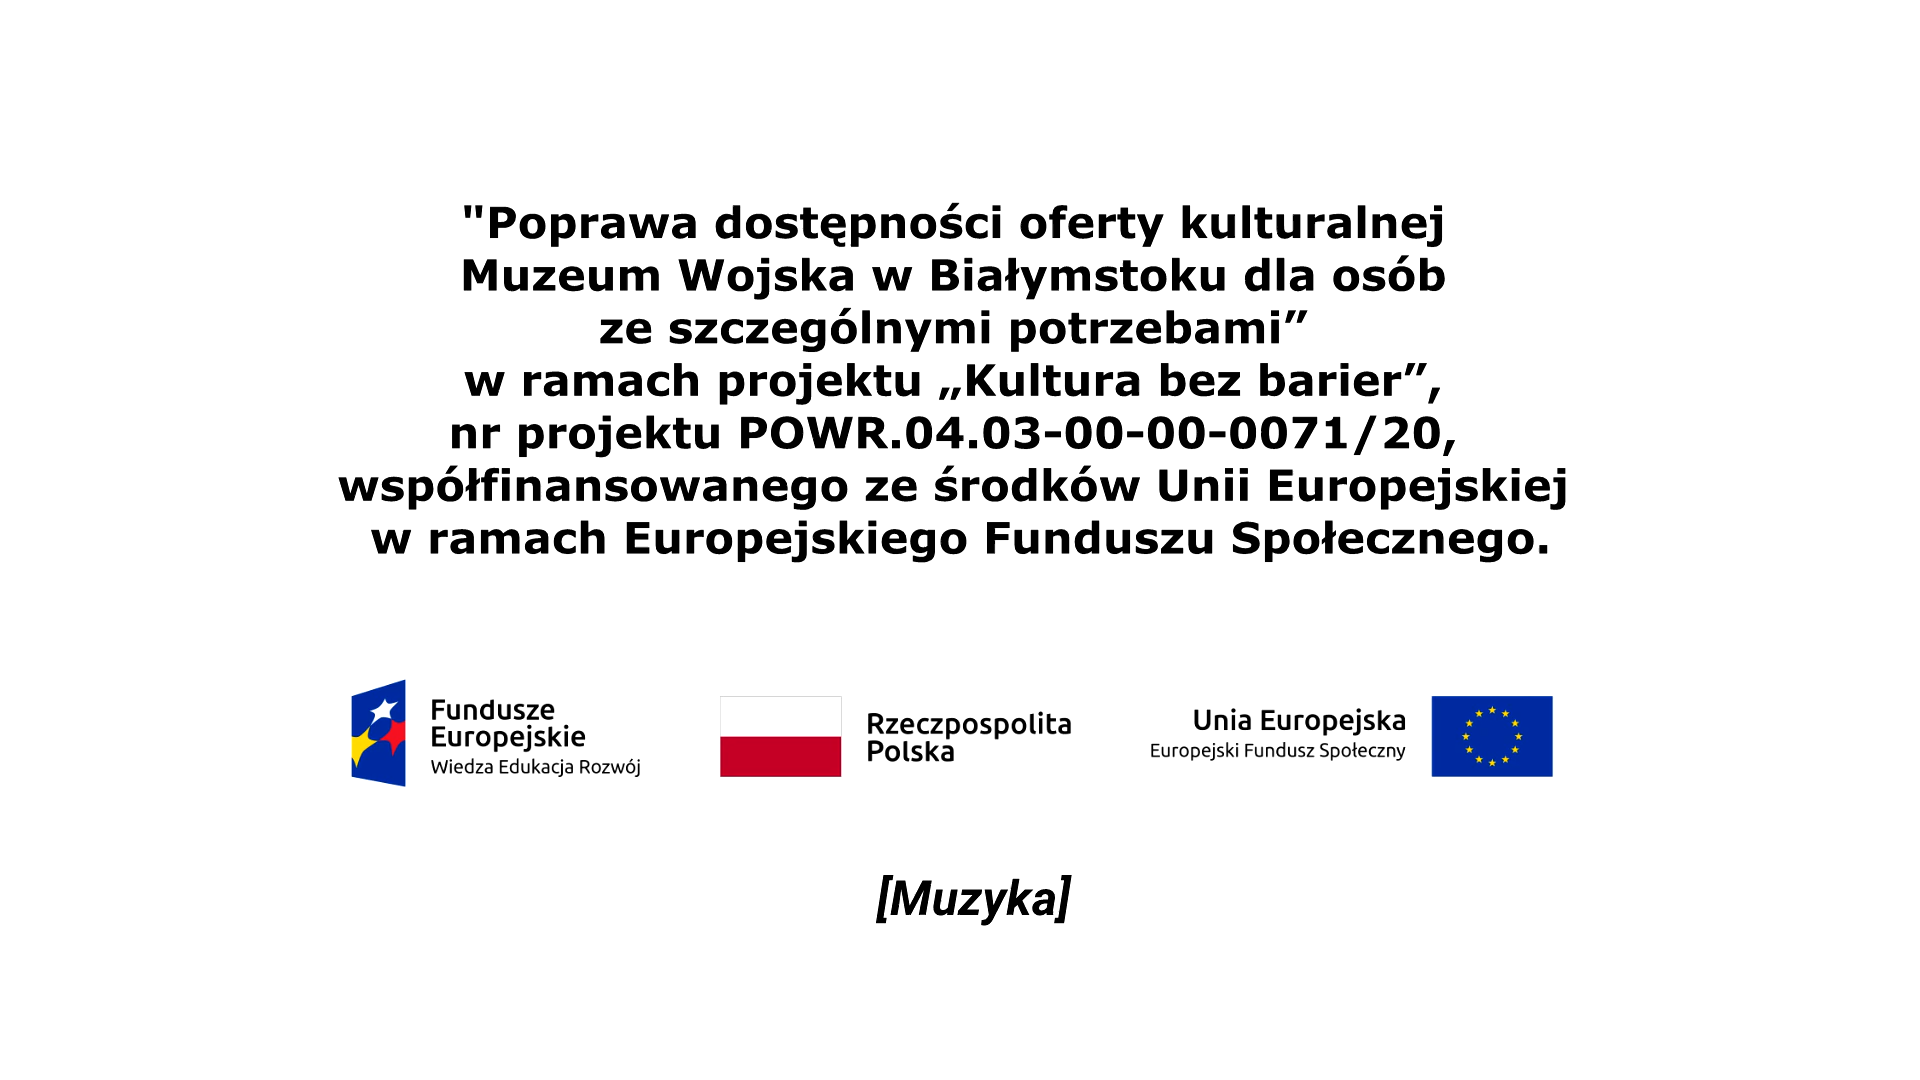 "Poprawa dostępności oferty kulturalnej
Muzeum Wojska w Białymstoku dla osób
ze szczególnymi potrzebami”
w ramach projektu „Kultura bez barier”,
nr projektu POWR.04.03-00-00-0071/20,
współfinansowanego ze środków Unii Europejskiej
w ramach Europejskiego Funduszu Społecznego.
Fundusze
Europejskie
Wiedza Edukacja Rozwój
Rzeczpospolita
Polska
Unia Europejska
Europejski Fundusz Społeczny
[Muzyka]